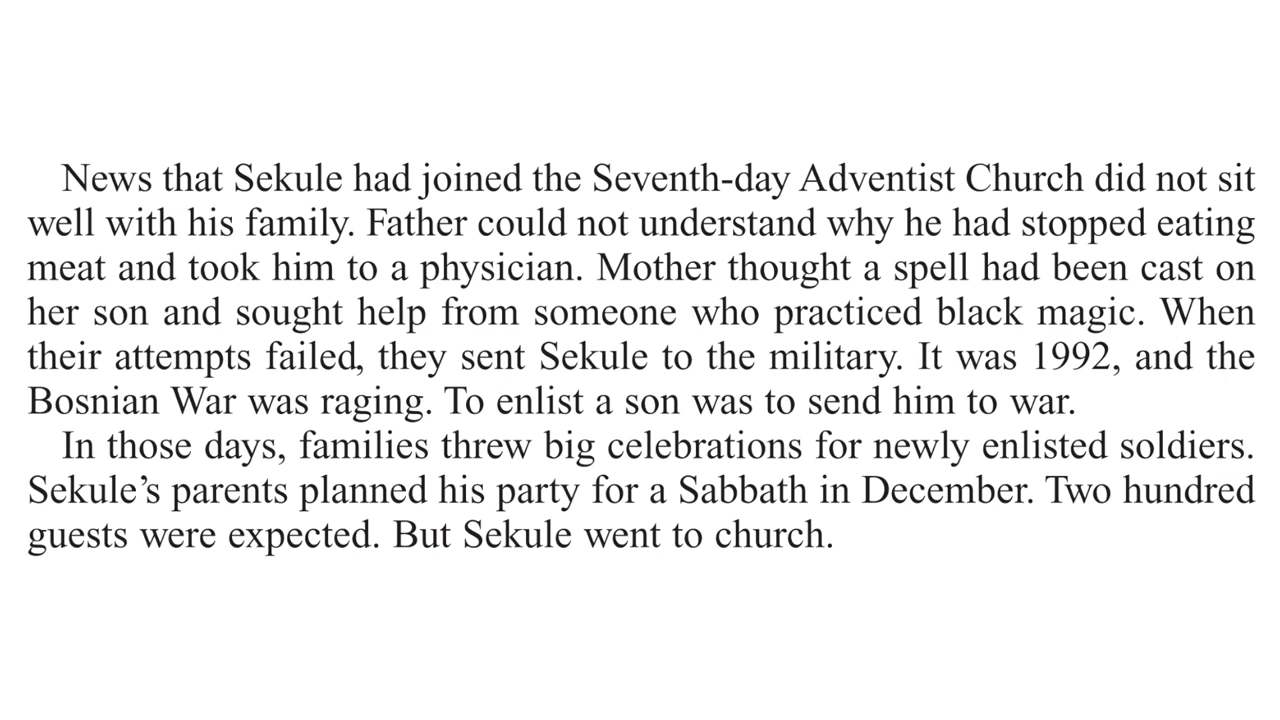 News that Sekule had joined the Seventh-day Adventist Church did not sit
well with his family. Father could not understand why he had stopped eating
meat and took him to a physician. Mother thought a spell had been cast on
her son and sought help from someone who practiced black magic. When
their attempts failed, they sent Sekule to the military. It was 1992, and the
Bosnian War was raging. To enlist a son was to send him to war.
In those days, families threw big celebrations for newly enlisted soldiers.
Sekule’s parents planned his party for a Sabbath in December. Two hundred
guests were expected. But Sekule went to church.